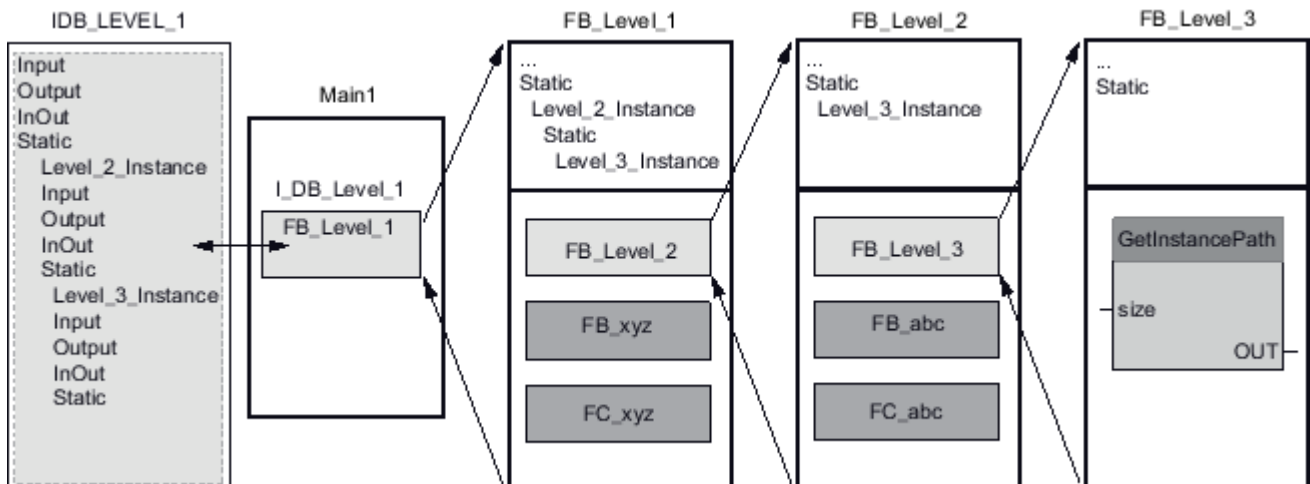 IDB_LEVEL_1
Input
Output
InOut
Static
Level_2_Instance
Input
Output
InOut
Static
Level_3_Instance
Input
Output
InOut
Static
Main1
I_DB_Level_1
FB_Level_1
FB_Level_1
...
Static
Level_2_Instance
Static
Level_3_Instance
FB_Level_2
FB_xyz
FC_xyz
FB_Level_2
...
Static
Level_3_Instance
FB_Level_3
FB_abc
FC_abc
FB_Level_3
...
Static
GetInstancePath
size
OUT